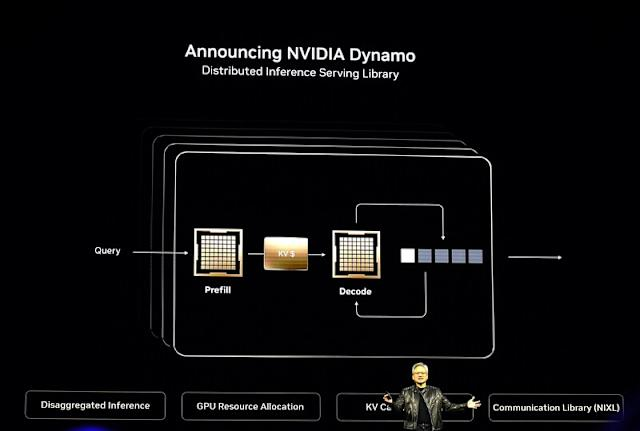 Announcing NVIDIA Dynamo
Distributed Inference Serving Library
Query
KV $
Prefill
Decode
Disaggregated Inference
GPU Resource Allocation
KV
Communication Library (NIXL)